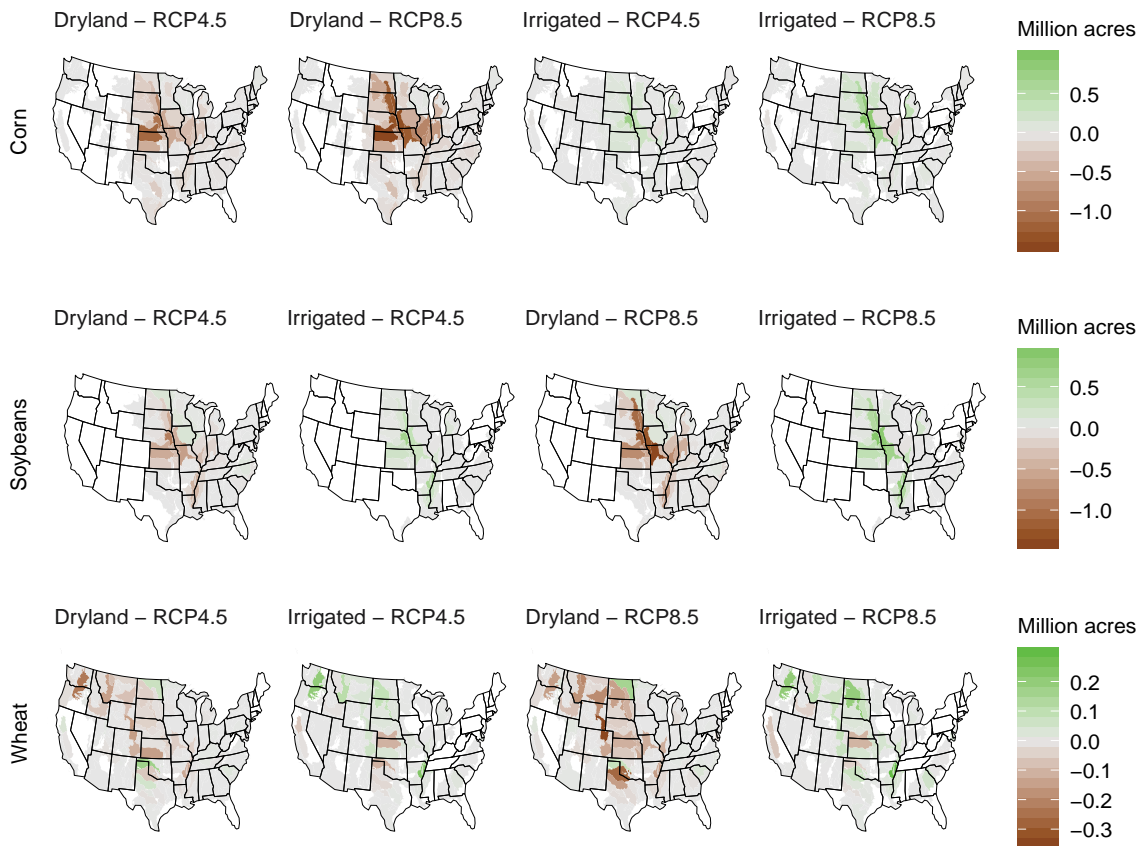 Dryland − RCP4.5
Dryland − RCP8.5
Irrigated − RCP4.5
Irrigated − RCP8.5
Million acres
Corn
0.5
0.0
−0.5
−1.0
Dryland − RCP4.5
Irrigated − RCP4.5
Dryland − RCP8.5
Irrigated − RCP8.5
Million acres
Soybeans
0.5
0.0
−0.5
−1.0
Dryland − RCP4.5
Irrigated − RCP4.5
Dryland − RCP8.5
Irrigated − RCP8.5
Million acres
Wheat
0.2
0.1
0.0
−0.1
−0.2
−0.3